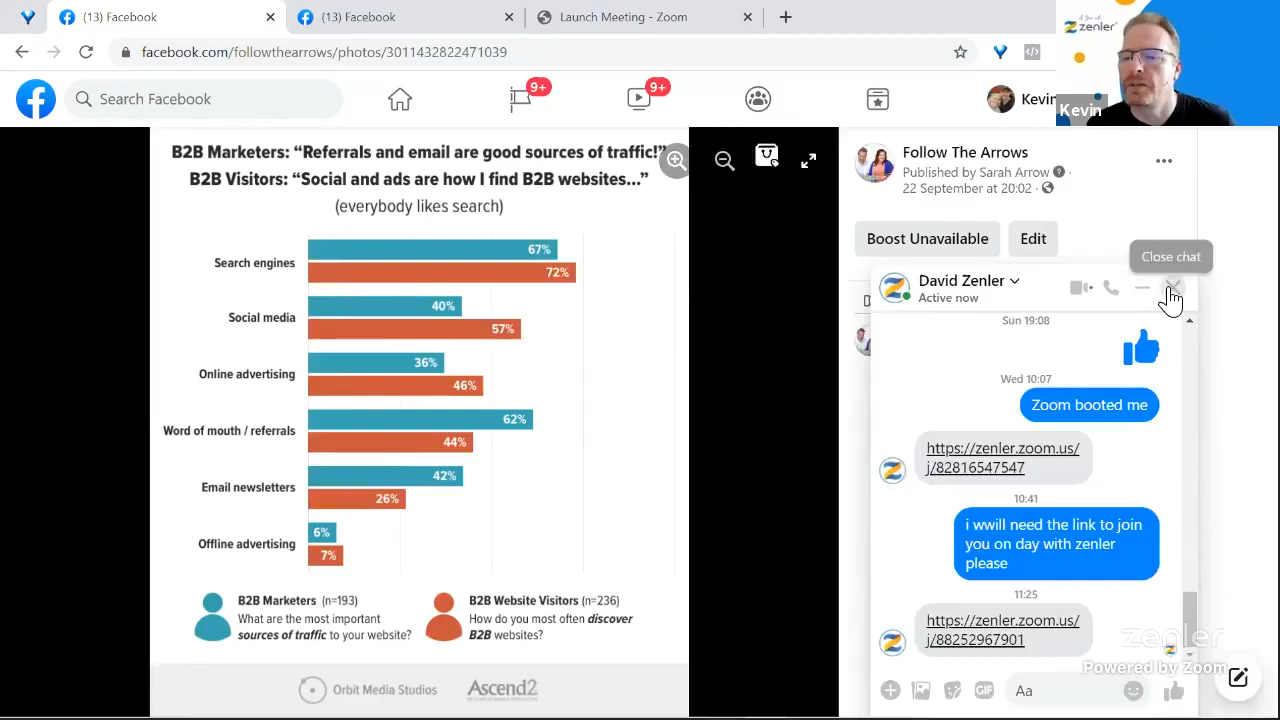 (13) Facebook
(13) Facebook
Launch Meeting - Zoom
facebook.com/followthearrows/photos/3011432822471039
Search Facebook
9+
9+
Kevin
zenler
Kevin
B2B Marketers: “Referrals and email are good sources of traffic!”
B2B Visitors: “Social and ads are how I find B2B websites...”
(everybody likes search)
Search engines
67%
72%
Social media
40%
57%
Online advertising
36%
46%
Word of mouth / referrals
62%
44%
Email newsletters
42%
26%
Offline advertising
6%
7%
B2B Marketers (n=193)
What are the most important
sources of traffic to your website?
B2B Website Visitors (n=236)
How do you most often discover
B2B websites?
Orbit Media Studios
Ascend2
Follow The Arrows
Published by Sarah Arrow
22 September at 20:02
Boost Unavailable
Edit
Close chat
David Zenler
Active now
Sun 19:08
Wed 10:07
Zoom booted me
https://zenler.zoom.us/
j/82816547547
10:41
i wwill need the link to join
you on day with zenler
please
11:25
https://zenler.zoom.us/
j/88252967901
zenler
Powered by Zoom
GIF
Aa